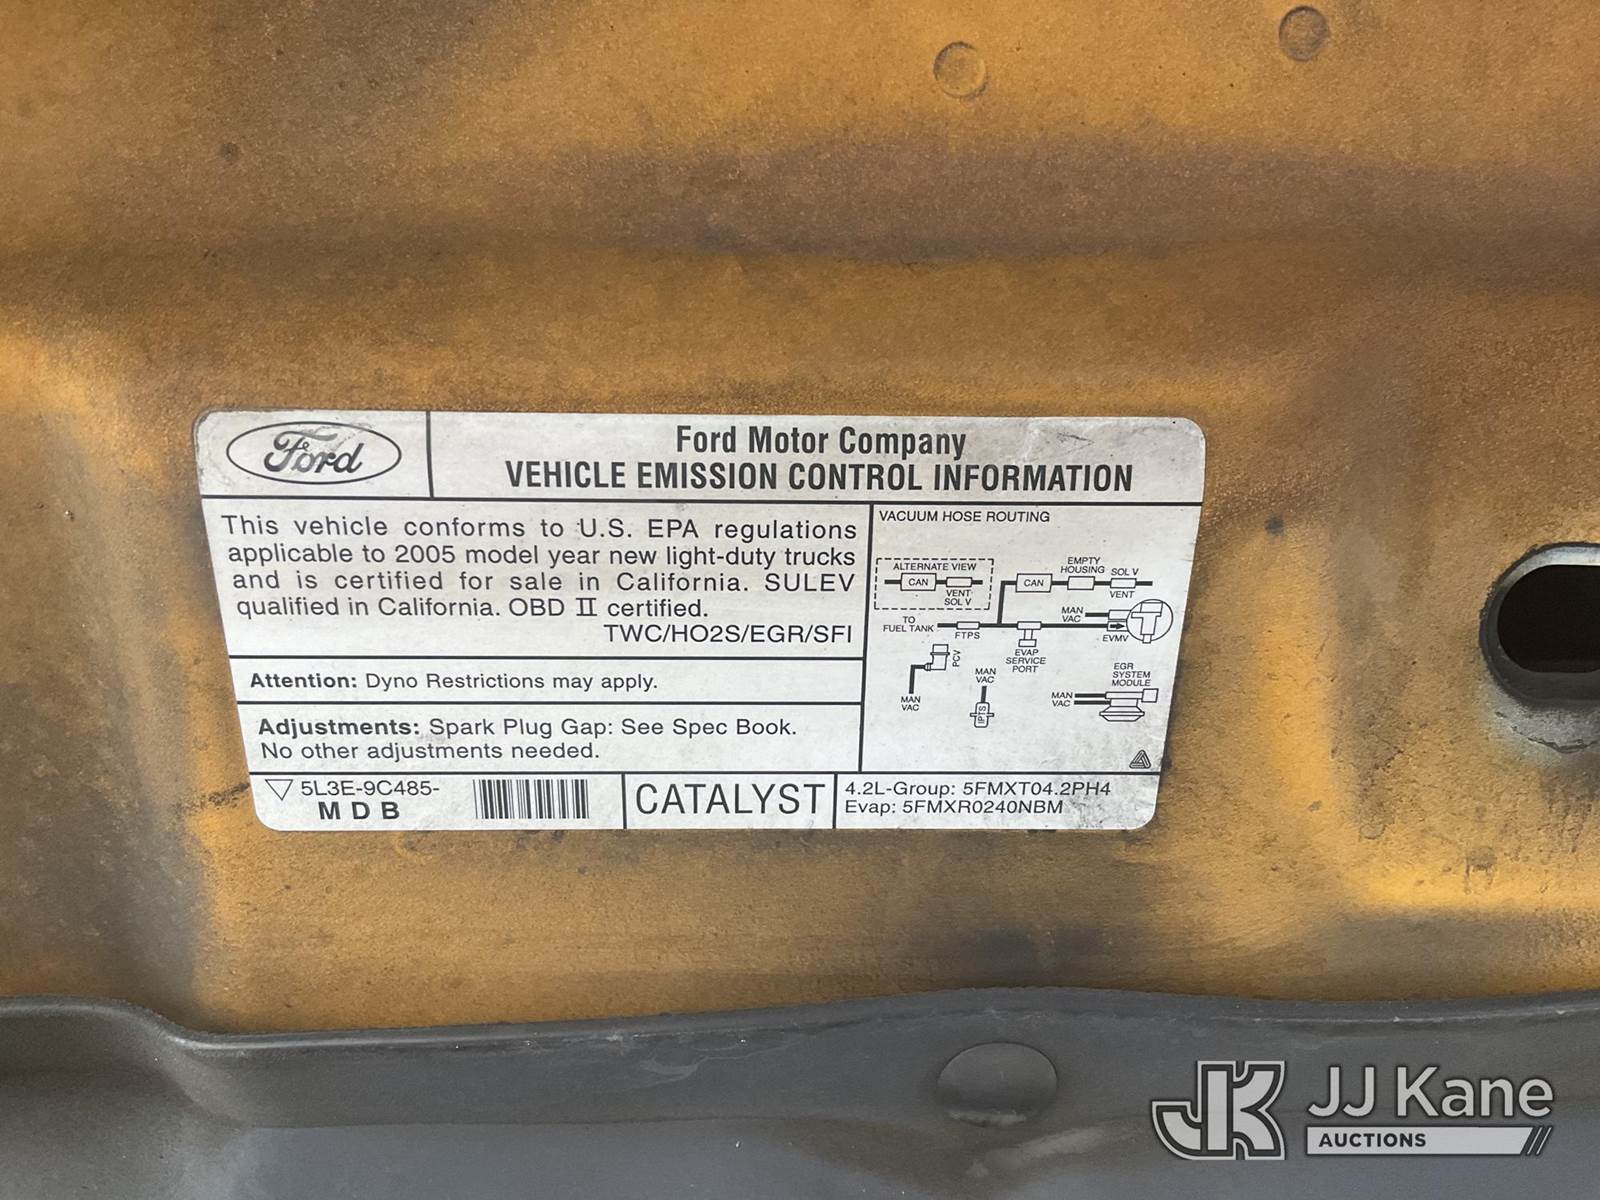 Ford
Ford Motor Company
VEHICLE EMISSION CONTROL INFORMATION
This vehicle conforms to U.S. EPA regulations
applicable to 2005 model year new light-duty trucks
and is certified for sale in California. SULEV
qualified in California. OBD II certified.
TWC/HO2S/EGR/SFI
Attention: Dyno Restrictions may apply.
Adjustments: Spark Plug Gap: See Spec Book.
No other adjustments needed.
VACUUM HOSE ROUTING
ALTERNATE VIEW
CAN
VENT
SOL V
CAN
EMPTY
HOUSING
SOL V
VENT
TO
FUEL TANK
FTPS
MAN
VAC
EVMV
EVAP
SERVICE
PORT
PCV
MAN
VAC
MAN
VAC
IPTS
EGR
SYSTEM
MODULE
MAN
VAC
5L3E-9C485-
M D B
CATALYST
4.2L-Group: 5FMXT04.2PH4
Evap: 5FMXR0240NBM
JK
JJ Kane
AUCTIONS